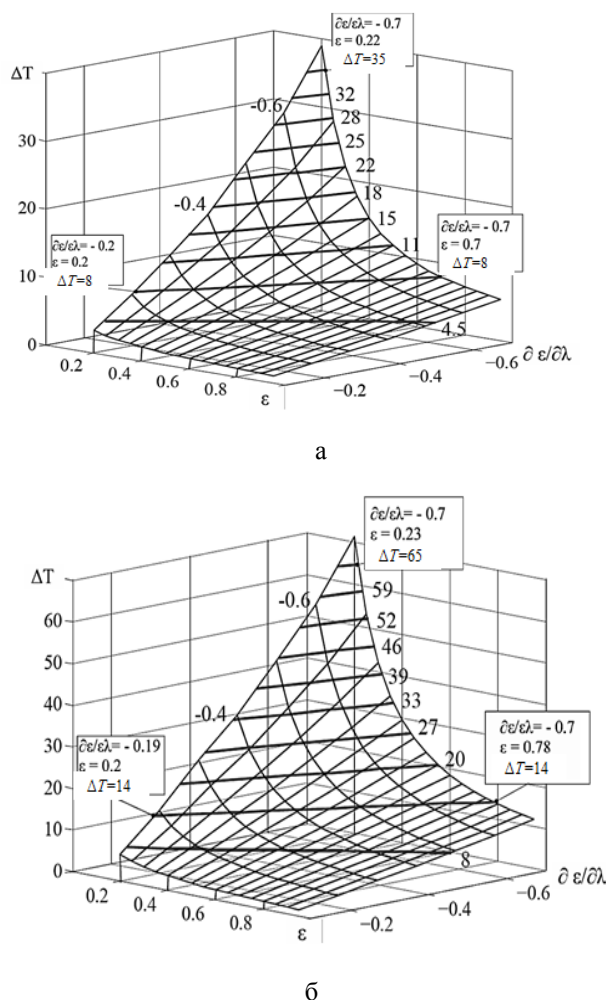 ∂ε/ελ= - 0.7
ε = 0.22
ΔT=35
ΔT
30
20
10
0
-0.6
-0.4
32
28
25
22
18
15
11
4.5
∂ε/ελ= - 0.2
ε = 0.2
ΔT=8
∂ε/ελ= - 0.7
ε = 0.7
ΔT=8
0.2
0.4
0.6
0.8
ε
−0.2
−0.4
−0.6
∂ ε/∂λ
а
∂ε/ελ= - 0.7
ε = 0.23
ΔT=65
ΔT
60
50
40
30
20
10
0
-0.6
-0.4
59
52
46
39
33
27
20
8
∂ε/ελ= - 0.19
ε = 0.2
ΔT=14
∂ε/ελ= - 0.7
ε = 0.78
ΔT=14
0.2
0.4
0.6
0.8
ε
−0.2
−0.4
−0.6
∂ ε/∂λ
б